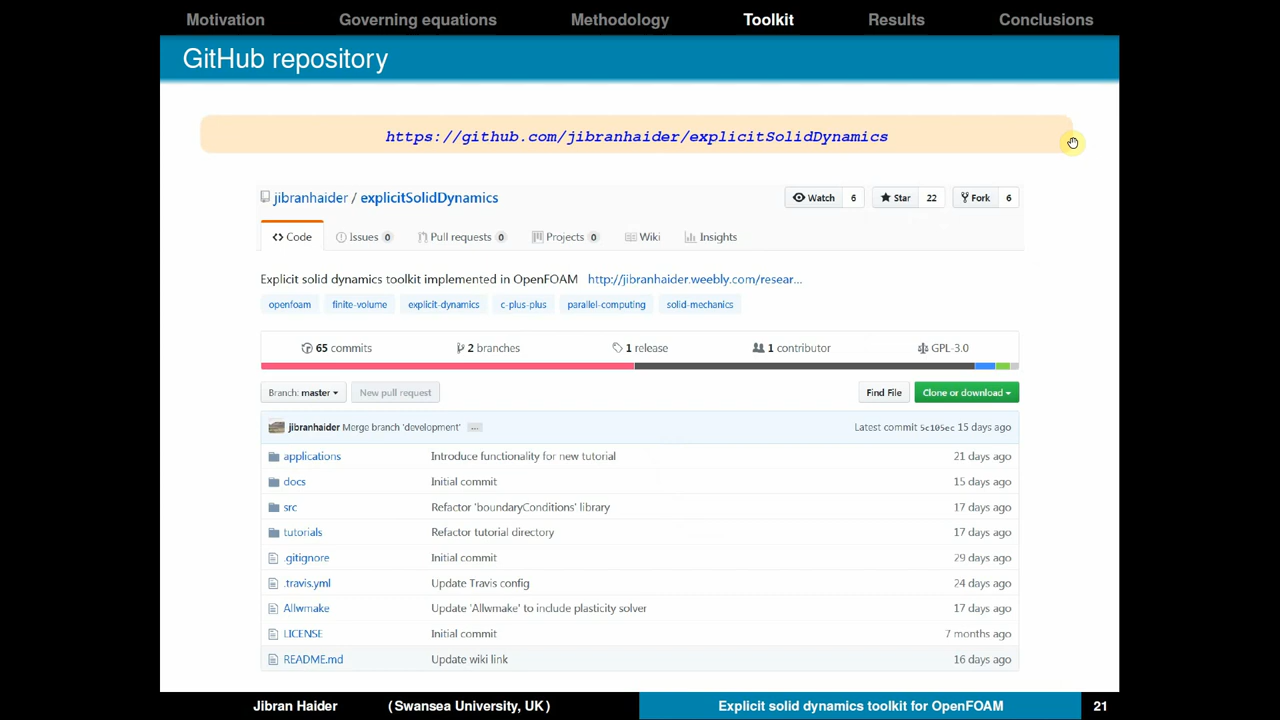 Motivation Governing equations Methodology Toolkit Results Conclusions
GitHub repository
https://github.com/jibranhaider/explicitSolidDynamics
jibranhaider / explicitSolidDynamics Watch 6 Star 22 Fork 6
Code Issues 0 Pull requests 0 Projects 0 Wiki Insights
Explicit solid dynamics toolkit implemented in OpenFOAM http://jibranhaider.weebly.com/resear...
openfoam finite-volume explicit-dynamics c-plus-plus parallel-computing solid-mechanics
65 commits 2 branches 1 release 1 contributor GPL-3.0
Branch: master New pull request Find File Clone or download
jibranhaider Merge branch 'development' ... Latest commit 5c105ec 15 days ago
applications Introduce functionality for new tutorial 21 days ago
docs Initial commit 15 days ago
src Refactor 'boundaryConditions' library 17 days ago
tutorials Refactor tutorial directory 17 days ago
.gitignore Initial commit 29 days ago
.travis.yml Update Travis config 24 days ago
Allwmake Update 'Allwmake' to include plasticity solver 17 days ago
LICENSE Initial commit 7 months ago
README.md Update wiki link 16 days ago
Jibran Haider (Swansea University, UK) Explicit solid dynamics toolkit for OpenFOAM 21